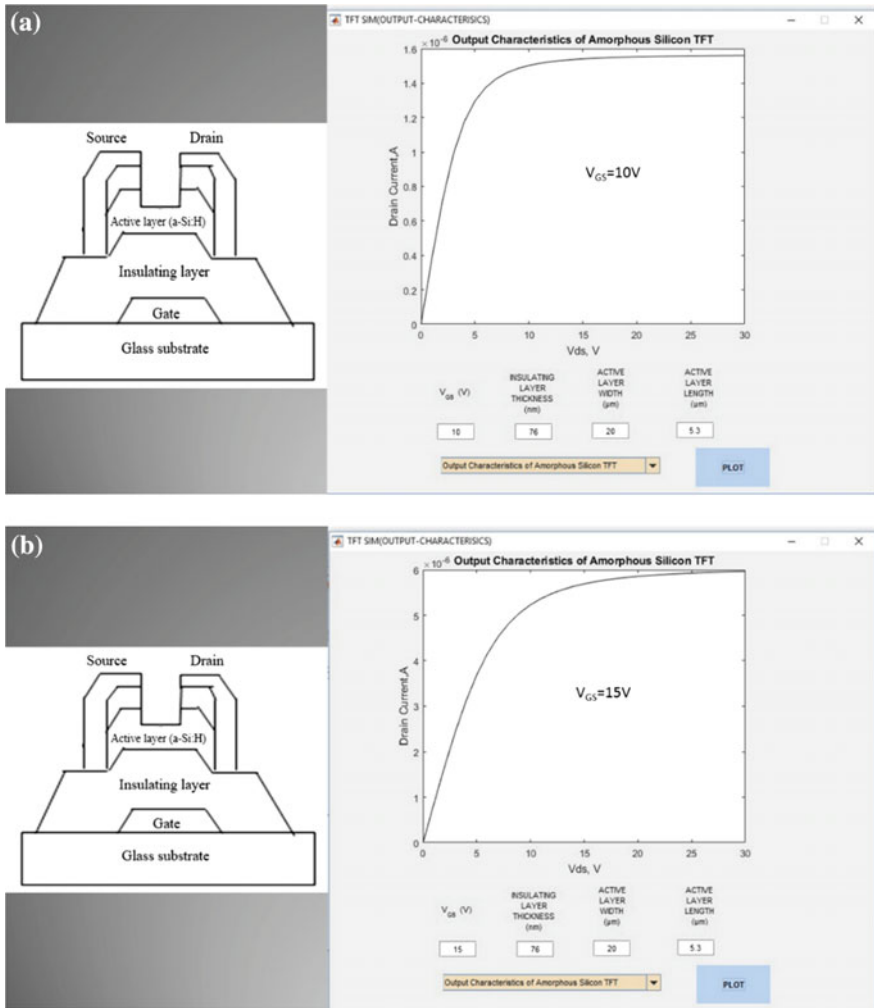 (a)
TFT SIM(OUTPUT-CHARACTERISICS)
×10-6 Output Characteristics of Amorphous Silicon TFT
Source Drain
Active layer (a-Si:H)
Insulating layer
Gate
Glass substrate
Drain Current,A
1.6
1.4
1.2
1
0.8
0.6
0.4
0.2
0
VGS=10V
0 5 10 15 20 25 30
Vds, V
VGS (V)
INSULATING
LAYER
THICKNESS
(nm)
ACTIVE
LAYER
WIDTH
(µm)
ACTIVE
LAYER
LENGTH
(µm)
10 76 20 5.3
Output Characteristics of Amorphous Silicon TFT
PLOT
(b)
TFT SIM(OUTPUT-CHARACTERISICS)
×10-6 Output Characteristics of Amorphous Silicon TFT
Source Drain
Active layer (a-Si:H)
Insulating layer
Gate
Glass substrate
Drain Current,A
6
5
4
3
2
1
0
VGS=15V
0 5 10 15 20 25 30
Vds, V
VGS (V)
INSULATING
LAYER
THICKNESS
(nm)
ACTIVE
LAYER
WIDTH
(µm)
ACTIVE
LAYER
LENGTH
(µm)
15 76 20 5.3
Output Characteristics of Amorphous Silicon TFT
PLOT